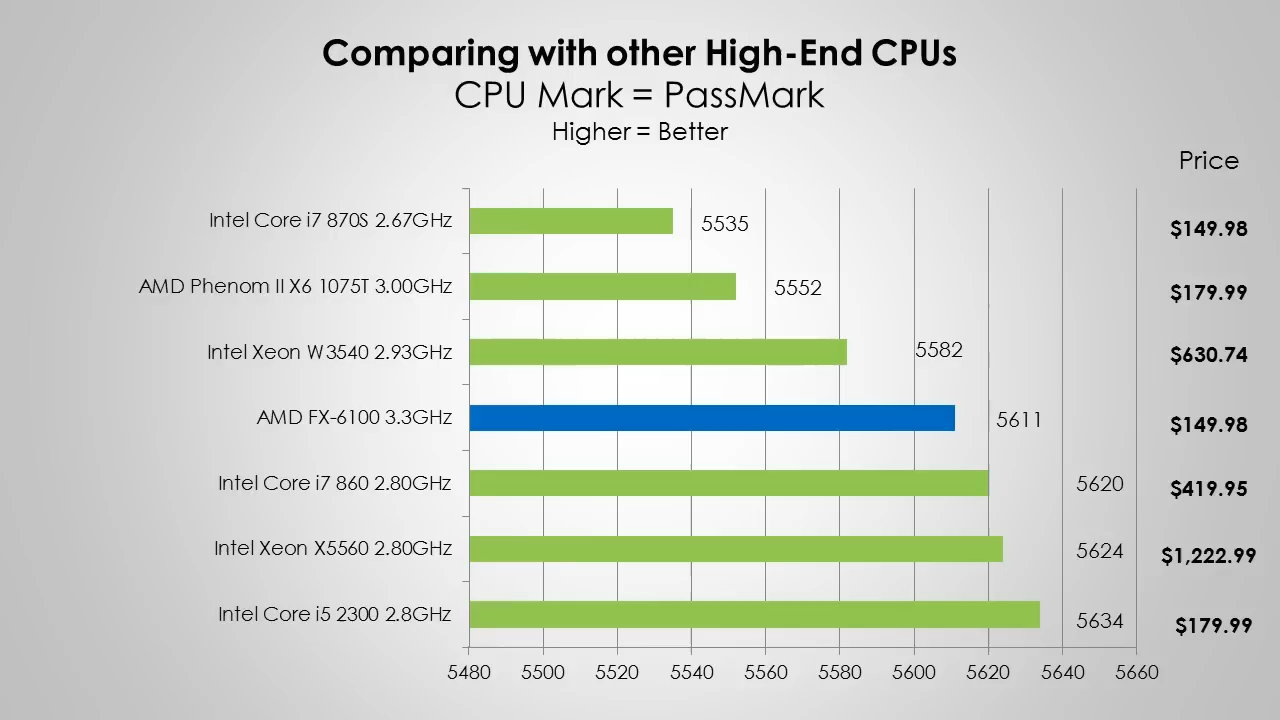 Comparing with other High-End CPUs
CPU Mark = PassMark
Higher = Better
Price
Intel Core i7 870S 2.67GHz 5535 $149.98
AMD Phenom II X6 1075T 3.00GHz 5552 $179.99
Intel Xeon W3540 2.93GHz 5582 $630.74
AMD FX-6100 3.3GHz 5611 $149.98
Intel Core i7 860 2.80GHz 5620 $419.95
Intel Xeon X5560 2.80GHz 5624 $1,222.99
Intel Core i5 2300 2.8GHz 5634 $179.99
5480 5500 5520 5540 5560 5580 5600 5620 5640 5660